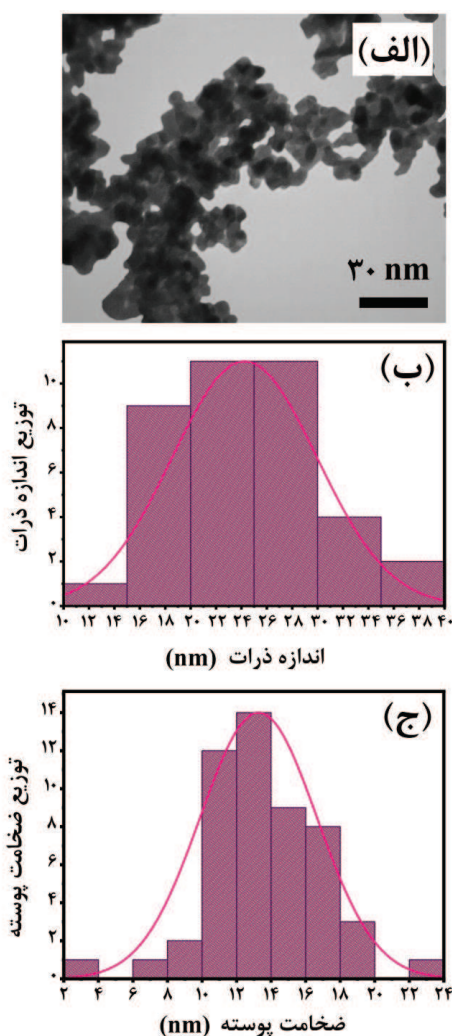 (الف)
۳۰ nm
(ب)
توزیع اندازه ذرات
۱۰
۸
۶
۴
۲
۰
۱۰ ۱۲ ۱۴ ۱۶ ۱۸ ۲۰ ۲۲ ۲۴ ۲۶ ۲۸ ۳۰ ۳۲ ۳۴ ۳۶ ۳۸ ۴۰
اندازه ذرات (nm)
(ج)
توزیع ضخامت پوسته
۱۴
۱۲
۱۰
۸
۶
۴
۲
۰
۲ ۴ ۶ ۸ ۱۰ ۱۲ ۱۴ ۱۶ ۱۸ ۲۰ ۲۲ ۲۴
ضخامت پوسته (nm)